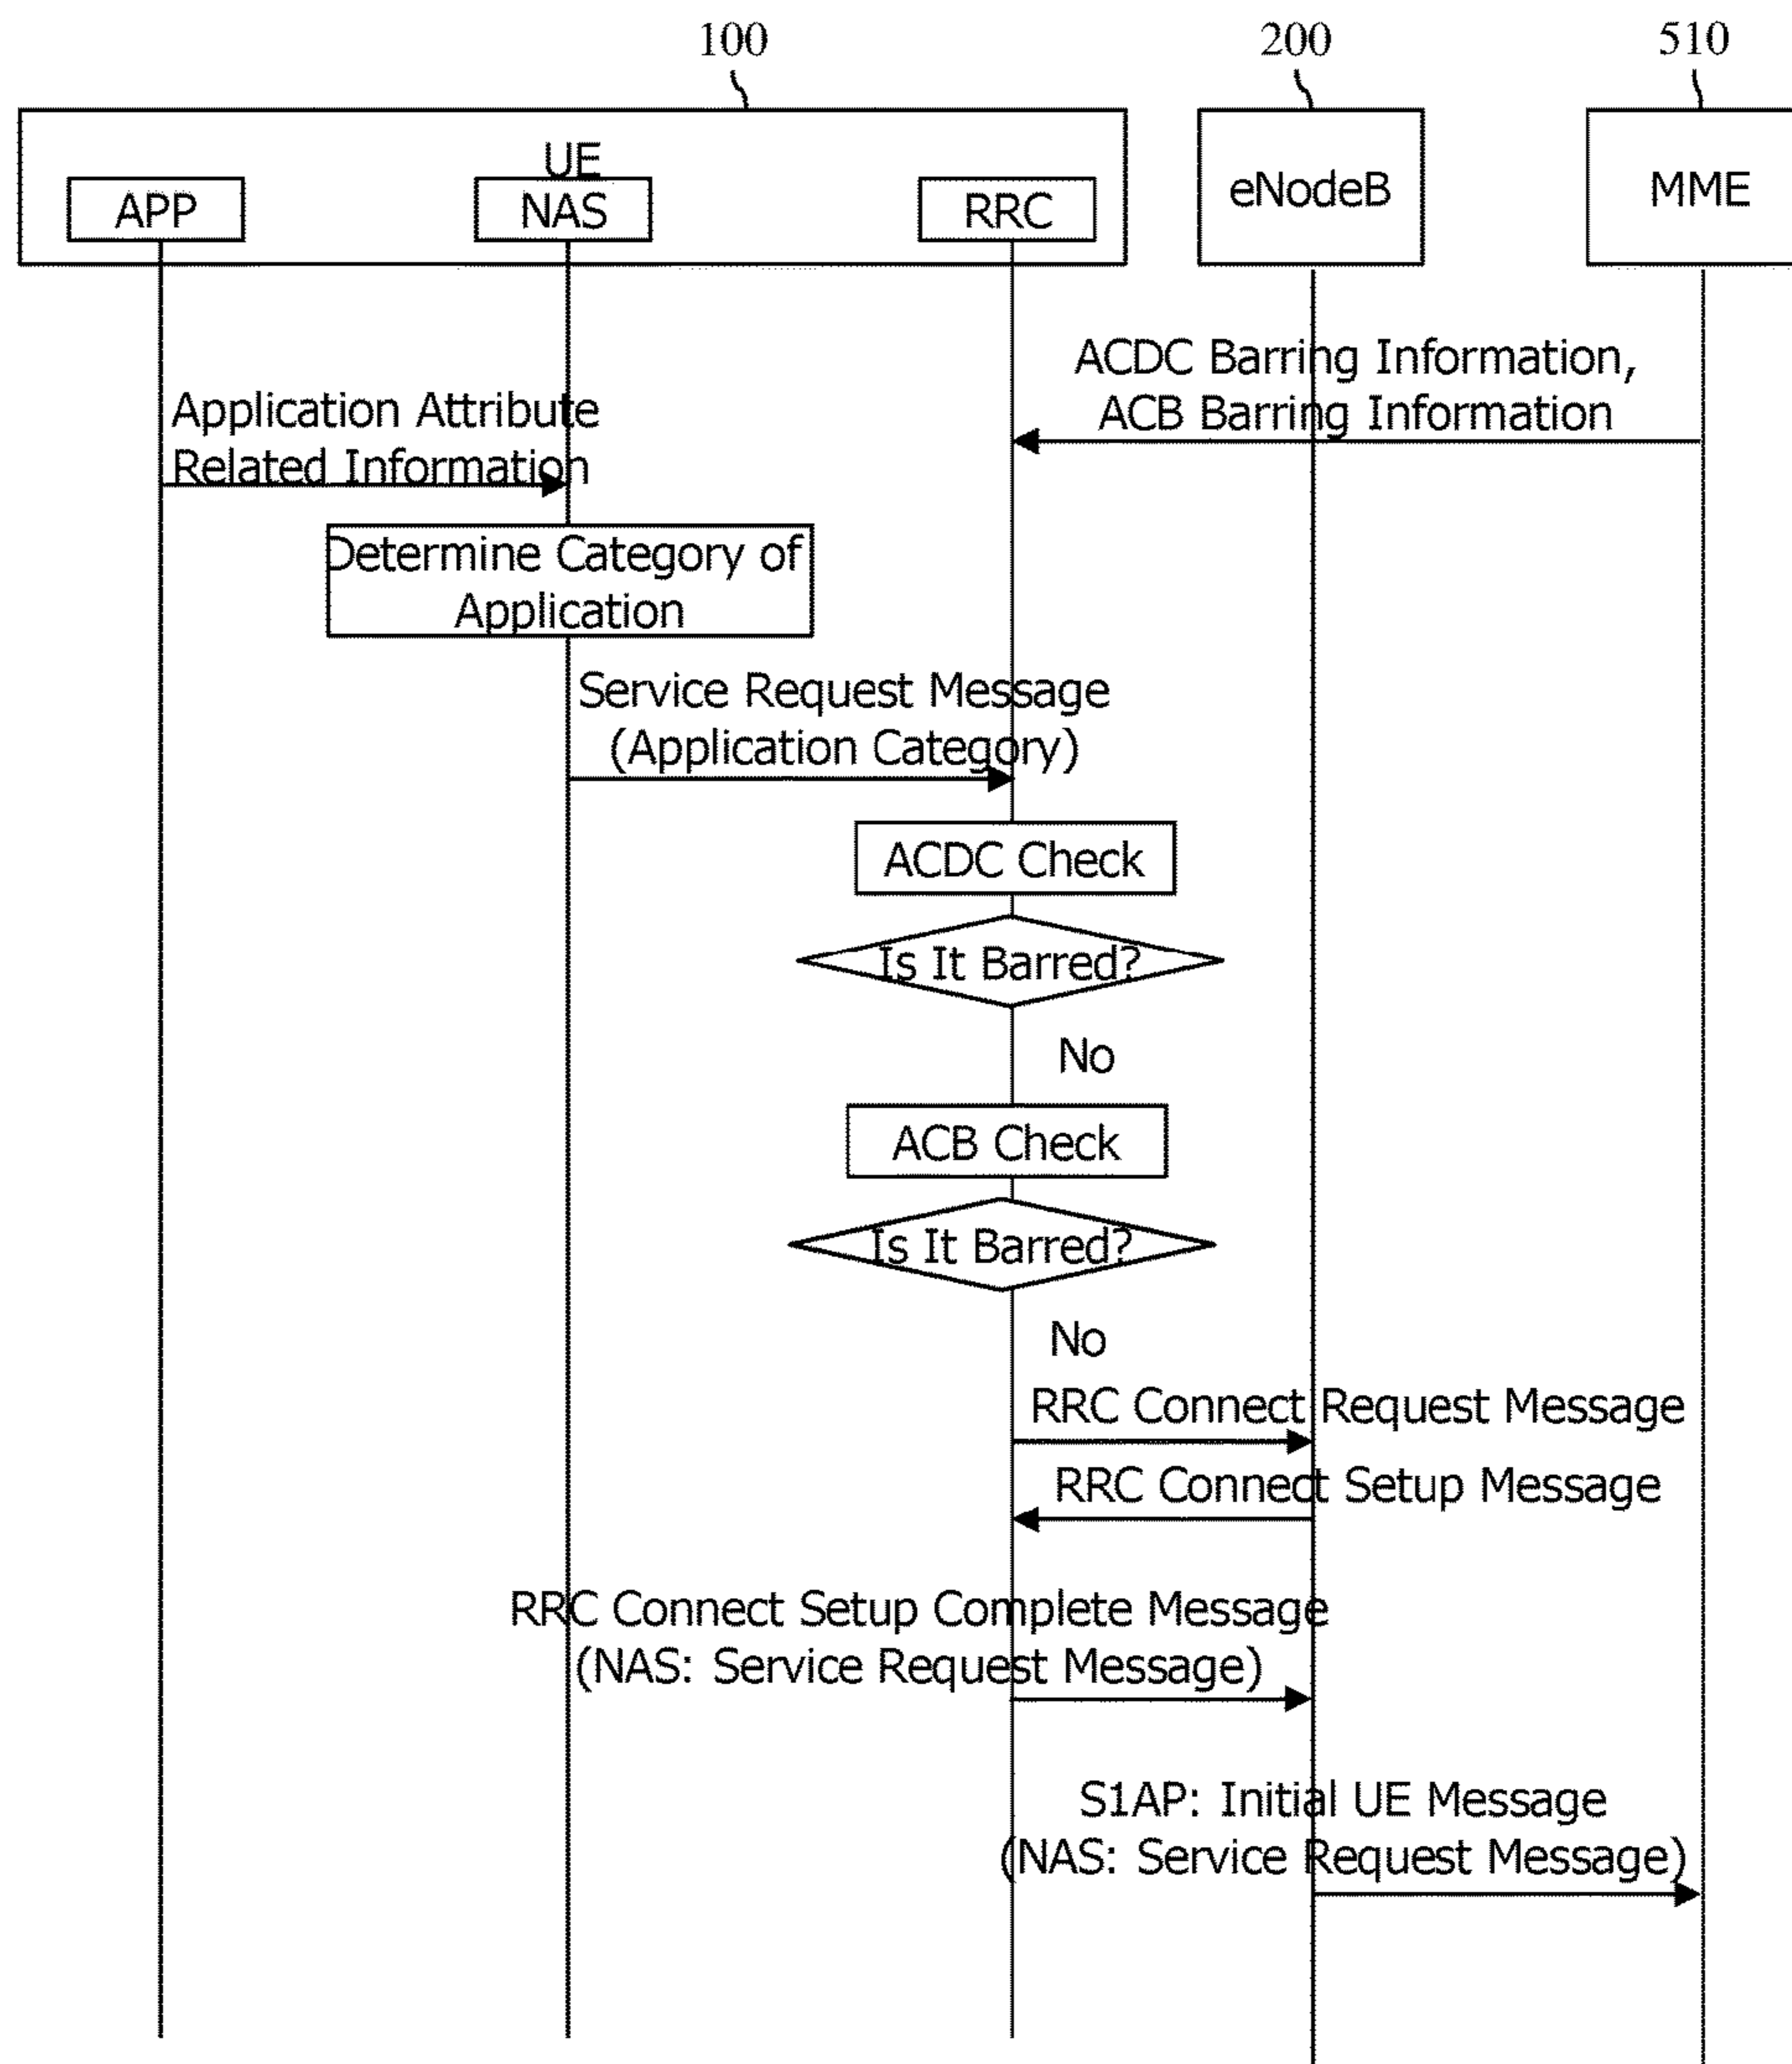 100
200
510
UE
APP
NAS
RRC
eNodeB
MME
ACDC Barring Information,
ACB Barring Information
Application Attribute
Related Information
Determine Category of
Application
Service Request Message
(Application Category)
ACDC Check
Is It Barred?
No
ACB Check
Is It Barred?
No
RRC Connect Request Message
RRC Connect Setup Message
RRC Connect Setup Complete Message
(NAS: Service Request Message)
S1AP: Initial UE Message
(NAS: Service Request Message)